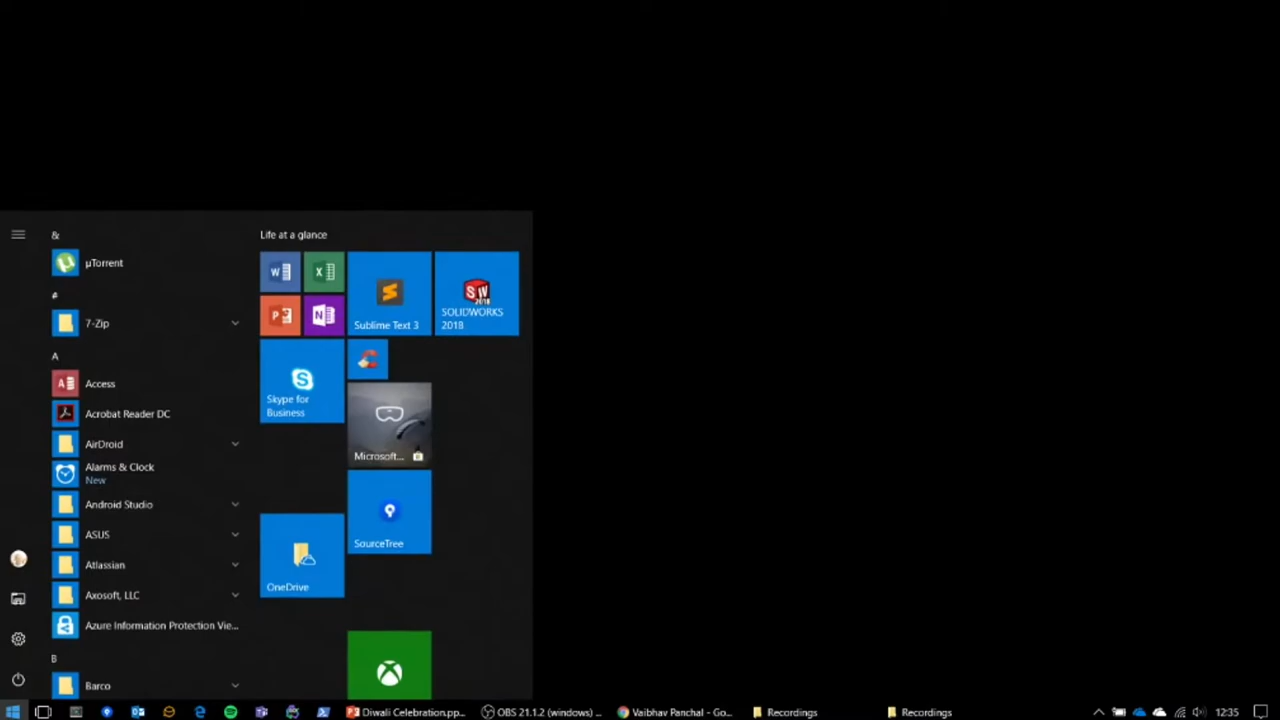 &
µTorrent
#
7-Zip
A
Access
Acrobat Reader DC
AirDroid
Alarms & Clock
New
Android Studio
ASUS
Atlassian
Axosoft, LLC
Azure Information Protection Vie...
B
Barco
Life at a glance
Sublime Text 3
SOLIDWORKS
2018
Skype for
Business
Microsoft...
SourceTree
OneDrive
Diwali Celebration.pp...
OBS 21.1.2 (windows) ...
Vaibhav Panchal - Go...
Recordings
Recordings
12:35